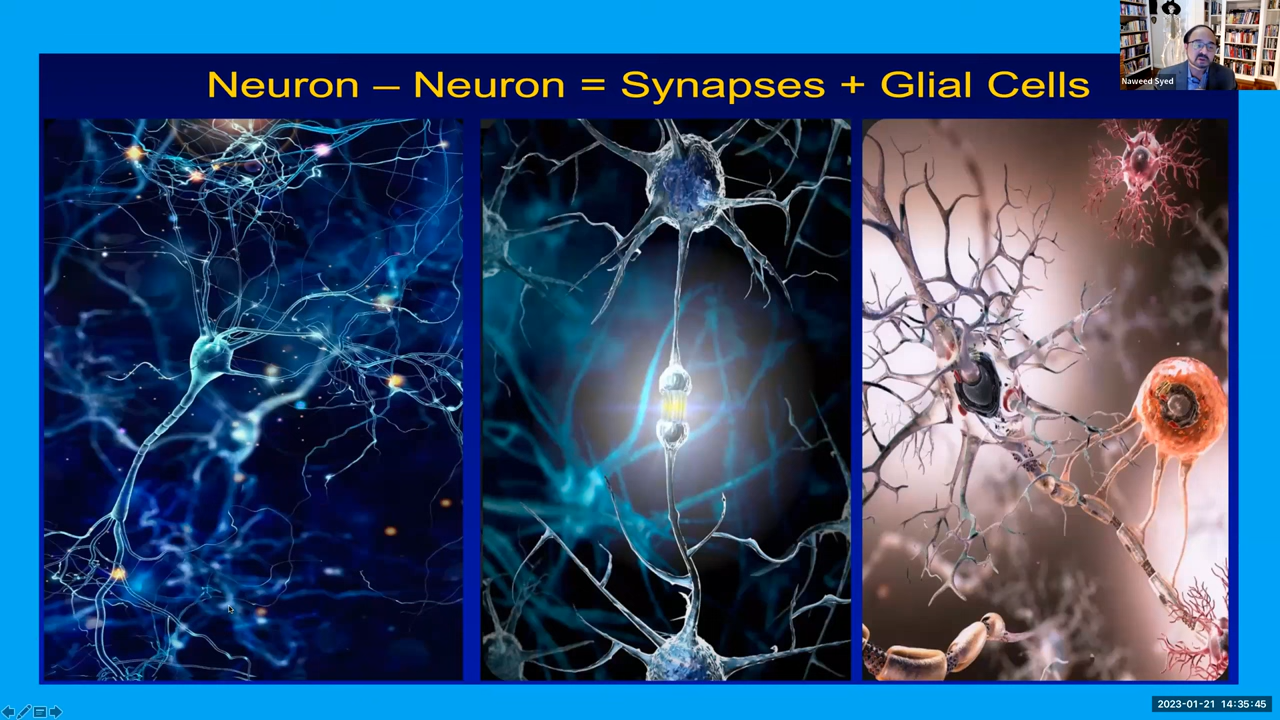 Neuron – Neuron = Synapses + Glial Cells
Naweed Syed
2023-01-21 14:35:45